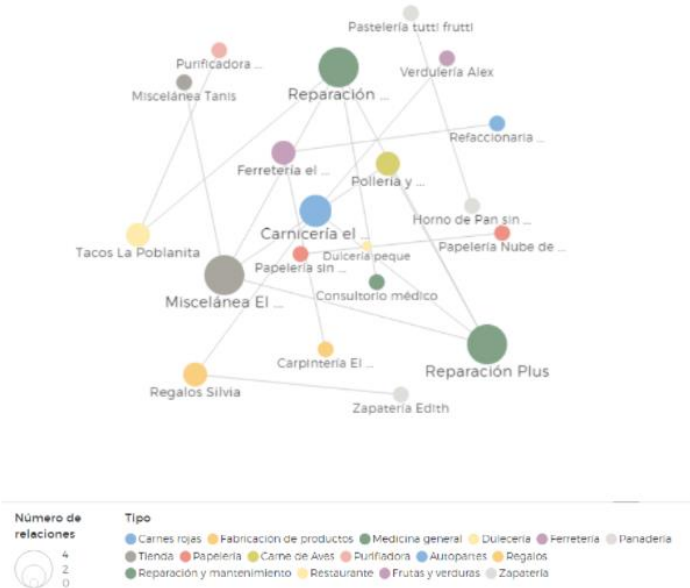 Pastelería tutti frutti
Purificadora ...
Verdulería Alex
Miscelánea Tanis
Reparación ...
Refaccionaria ...
Ferretería el ...
Pollería y ...
Horno de Pan sin ...
Carnicería el ...
Tacos La Poblanita
Papelería Nube de ...
Dulcería peque
Papelería sin ...
Miscelánea El ...
Consultorio médico
Carpintería El ...
Reparación Plus
Regalos Silvia
Zapatería Edith
Número de relaciones
4
2
0
Tipo
Carnes rojas Fabricación de productos Medicina general Dulcería Ferretería Panadería
Tienda Papelería Carne de Aves Purifiadora Autopartes Regalos
Reparación y mantenimiento Restaurante Frutas y verduras Zapatería